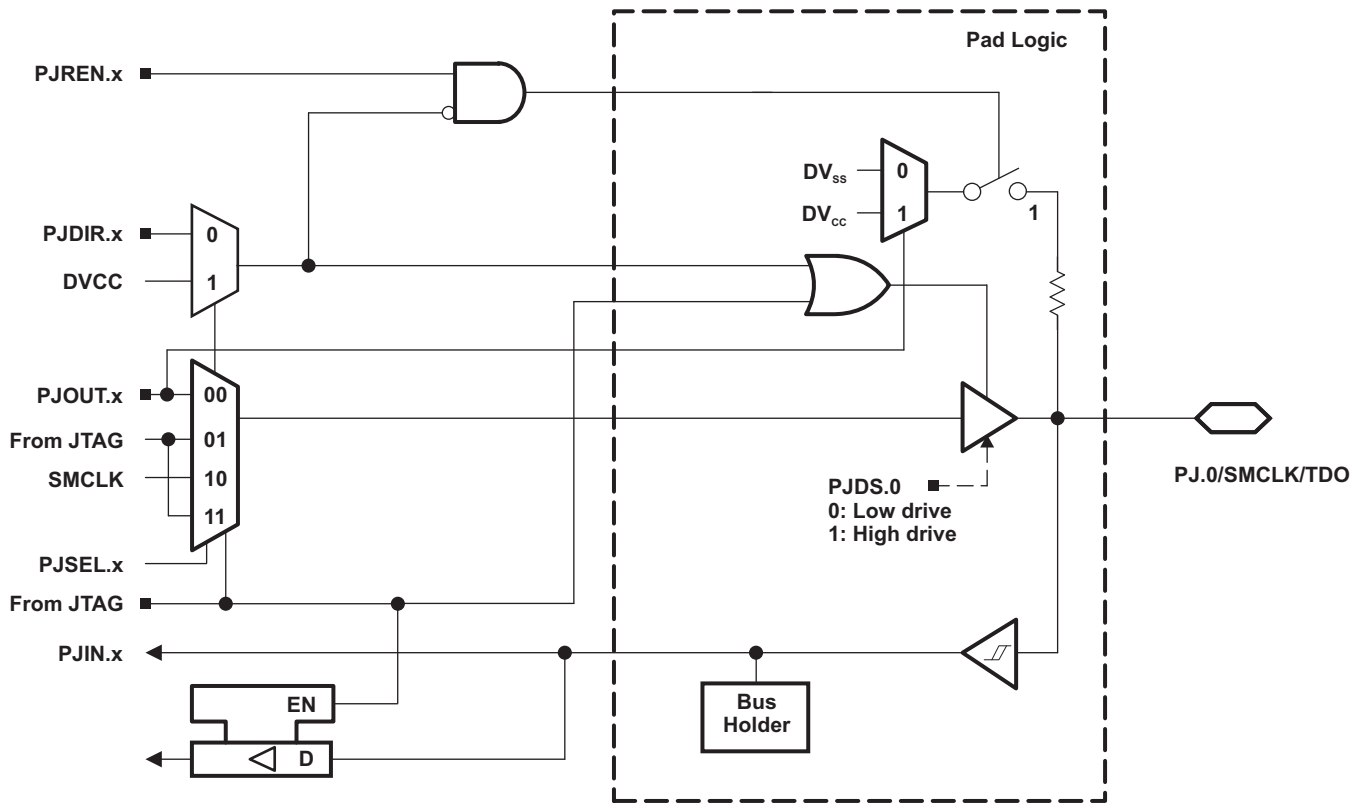 Pad Logic
PJREN.x
DVss
0
DVcc
1
1
PJDIR.x
0
DVCC
1
PJOUT.x
00
From JTAG
01
SMCLK
10
11
PJSEL.x
From JTAG
PJDS.0
0: Low drive
1: High drive
PJ.0/SMCLK/TDO
PJIN.x
EN
D
Bus
Holder